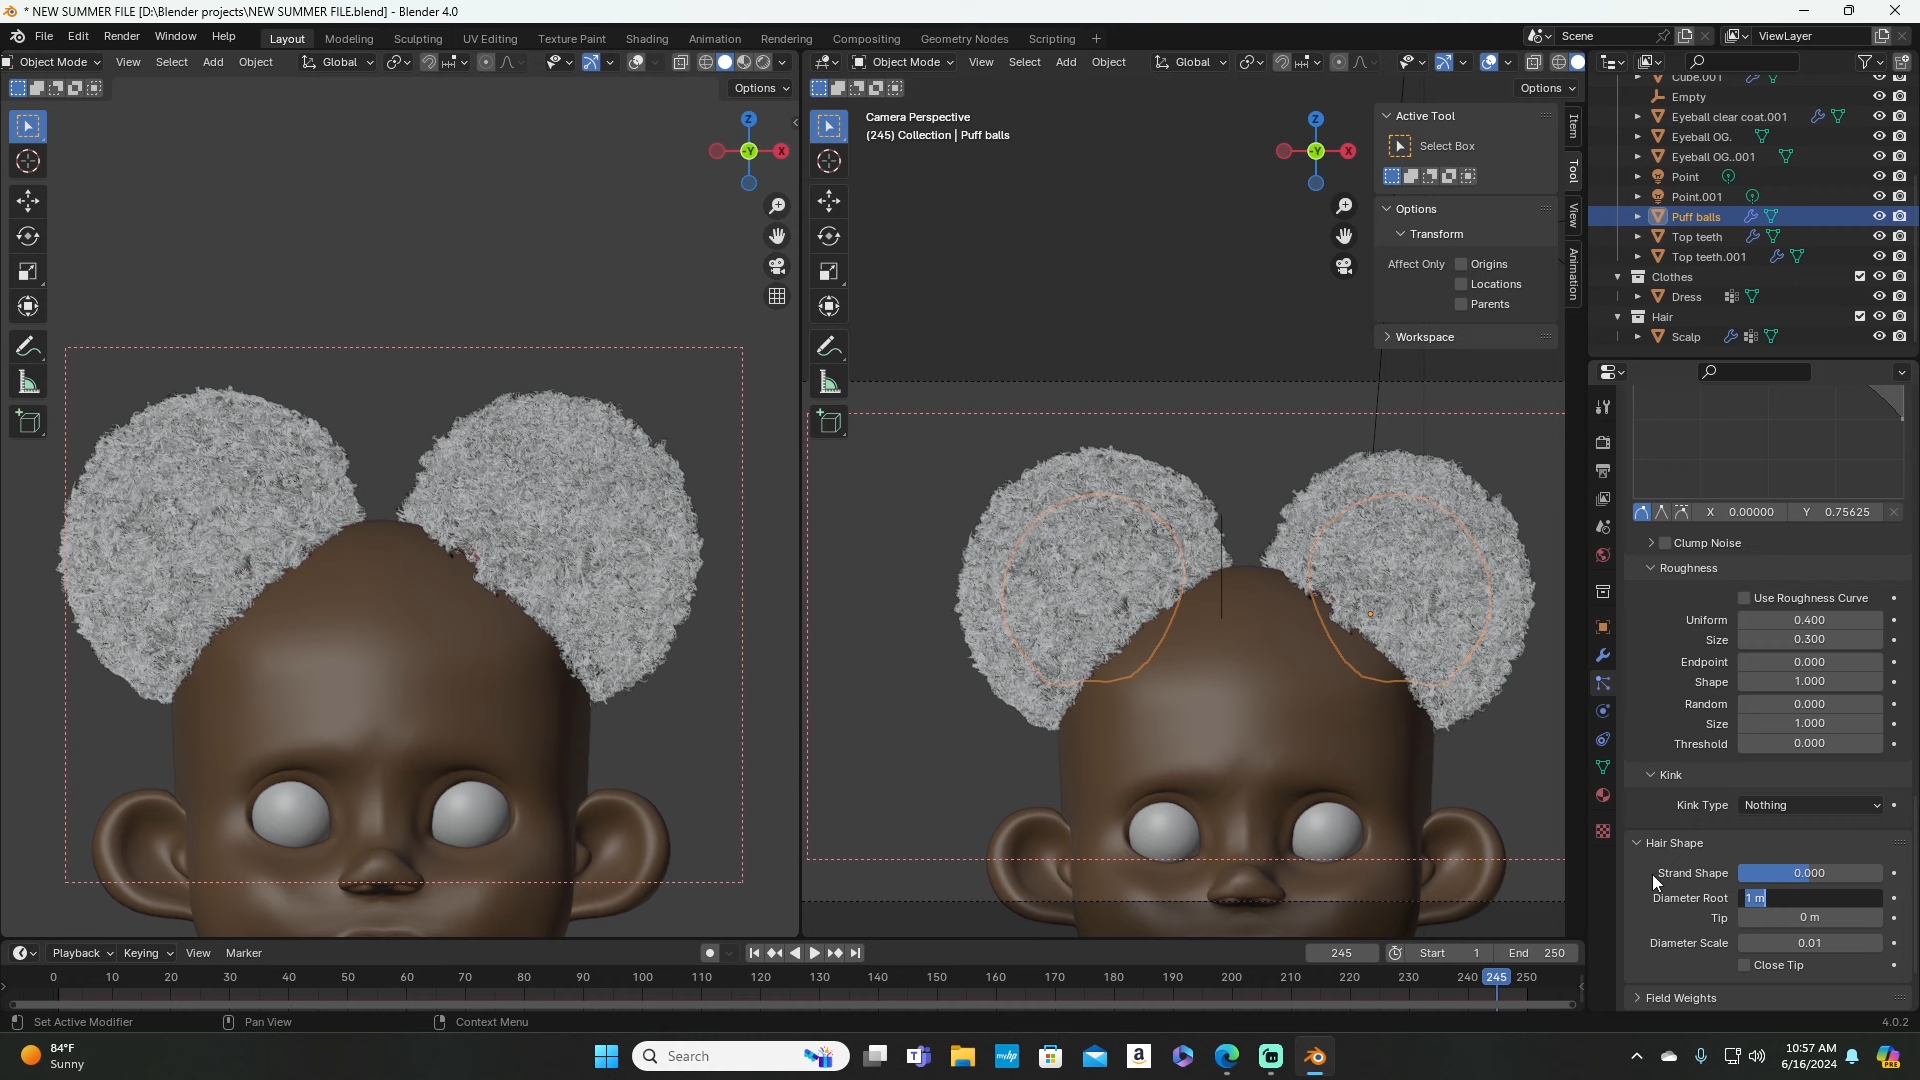 * NEW SUMMER FILE [D:\Blender projects\NEW SUMMER FILE.blend] - Blender 4.0
File Edit Render Window Help Layout Modeling Sculpting UV Editing Texture Paint Shading Animation Rendering Compositing Geometry Nodes Scripting + Scene ViewLayer
Object Mode View Select Add Object Global
Object Mode View Select Add Object Global
Options
Options
Z
-Y
X
Camera Perspective
(245) Collection | Puff balls
Z
-Y
X
Active Tool
Select Box
Options
Transform
Affect Only Origins
Locations
Parents
Workspace
Item
Tool
View
Animation
Cube.001
Empty
Eyeball clear coat.001
Eyeball OG.
Eyeball OG..001
Point
Point.001
Puff balls
Top teeth
Top teeth.001
Clothes
Dress
Hair
Scalp
X 0.00000 Y 0.75625
Clump Noise
Roughness
Use Roughness Curve
Uniform 0.400
Size 0.300
Endpoint 0.000
Shape 1.000
Random 0.000
Size 1.000
Threshold 0.000
Kink
Kink Type Nothing
Hair Shape
Strand Shape 0.000
Diameter Root 1 m
Tip 0 m
Diameter Scale 0.01
Close Tip
Field Weights
Playback Keying View Marker 245 Start 1 End 250
0 10 20 30 40 50 60 70 80 90 100 110 120 130 140 150 160 170 180 190 200 210 220 230 240 245 250
Set Active Modifier Pan View Context Menu 4.0.2
84°F
Sunny
Search
10:57 AM
6/16/2024